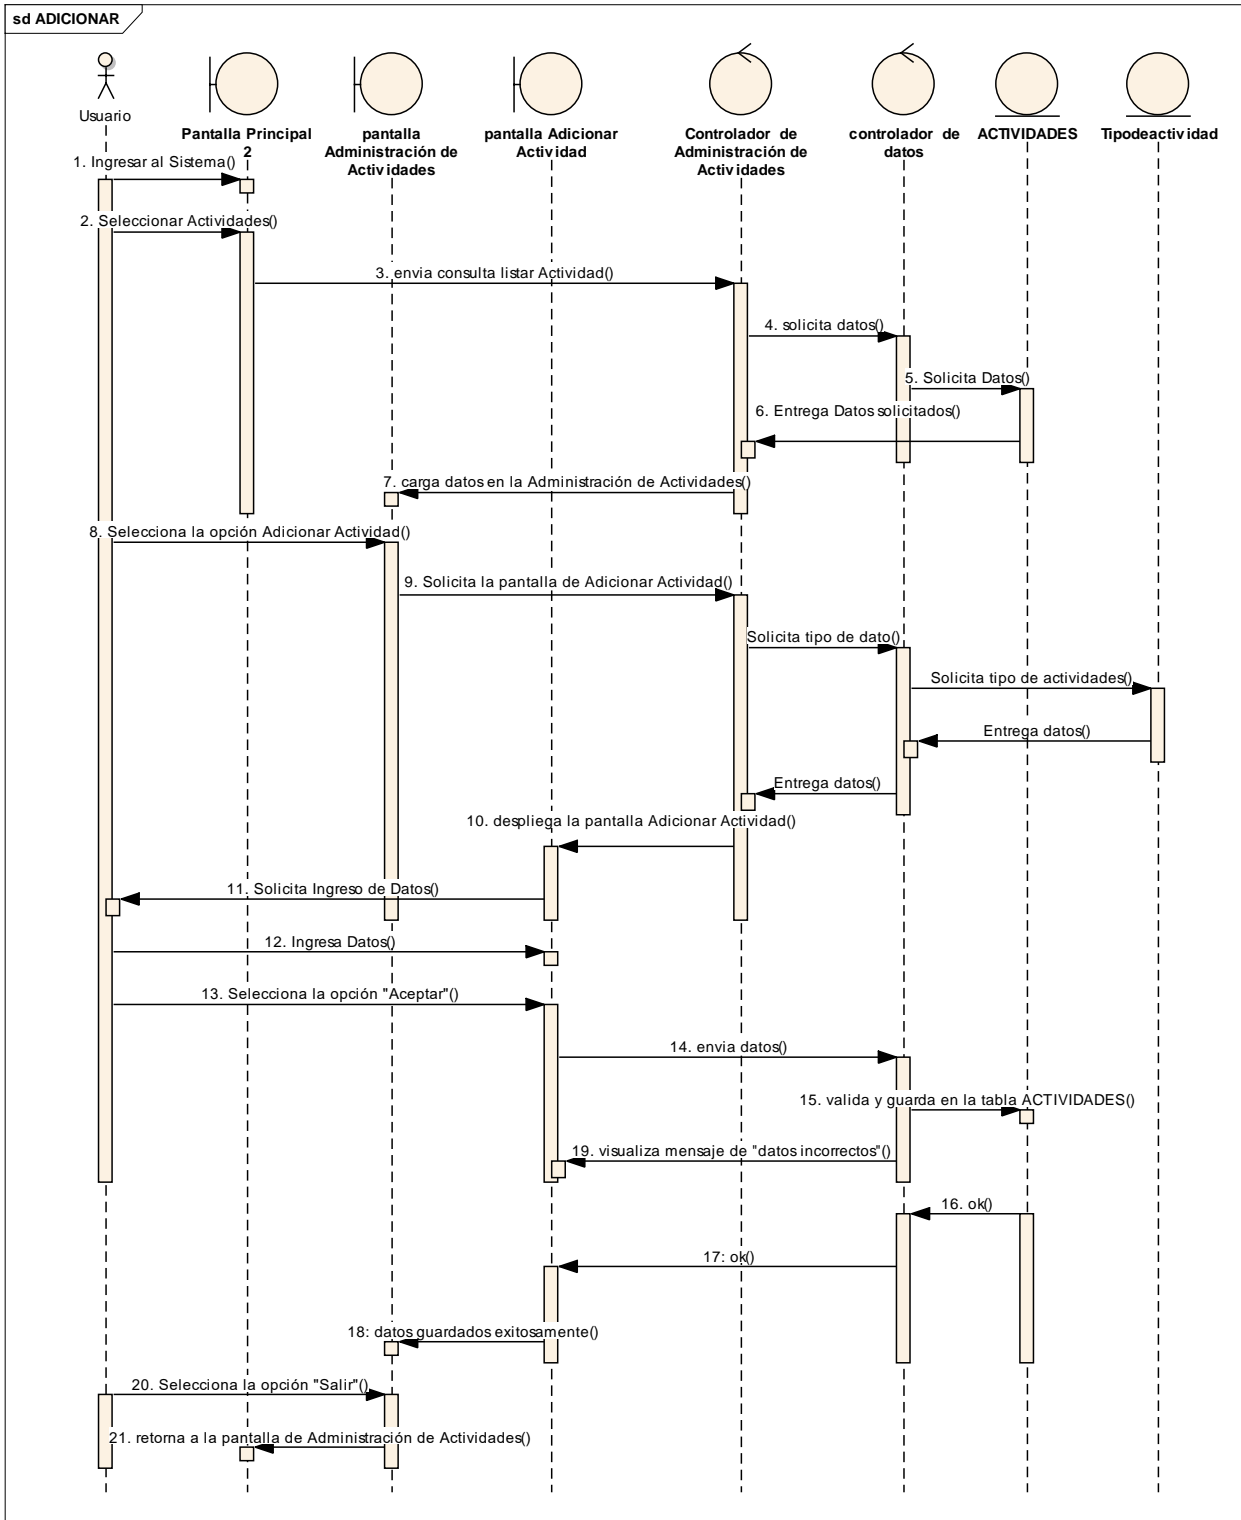 sd ADICIONAR
Usuario
Pantalla Principal
2
pantalla
Administración de
Actividades
pantalla Adicionar
Actividad
Controlador de
Administración de
Actividades
controlador de
datos
ACTIVIDADES
Tipodeactividad
1. Ingresar al Sistema()
2. Seleccionar Actividades()
3. envia consulta listar Actividad()
4. solicita datos()
5. Solicita Datos()
6. Entrega Datos solicitados()
7. carga datos en la Administración de Actividades()
8. Selecciona la opción Adicionar Actividad()
9. Solicita la pantalla de Adicionar Actividad()
Solicita tipo de dato()
Solicita tipo de actividades()
Entrega datos()
Entrega datos()
10. despliega la pantalla Adicionar Actividad()
11. Solicita Ingreso de Datos()
12. Ingresa Datos()
13. Selecciona la opción "Aceptar"()
14. envia datos()
15. valida y guarda en la tabla ACTIVIDADES()
19. visualiza mensaje de "datos incorrectos"()
16. ok()
17: ok()
18: datos guardados exitosamente()
20. Selecciona la opción "Salir"()
21. retorna a la pantalla de Administración de Actividades()